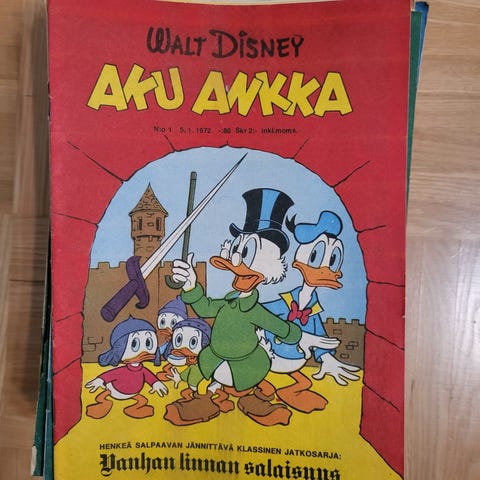 WALT DISNEY
AKU ANKKA
N:o 1 5.1.1972 -:80 Skr 2:- inkl.moms.
HENKEÄ SALPAAVAN JÄNNITTÄVÄ KLASSINEN JATKOSARJA:
Vanhan linnan salaisuus